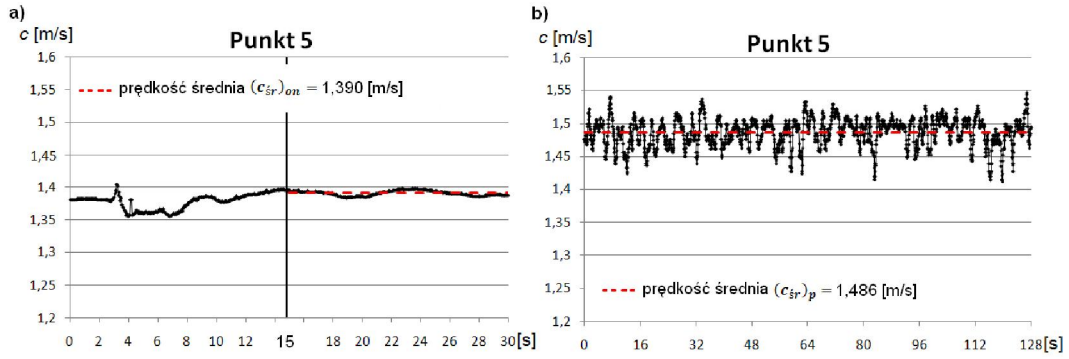 a)
c [m/s]
Punkt 5
1,6
1,55
1,5
1,45
1,4
1,35
1,3
1,25
1,2
prędkość średnia (c_śr)_on = 1,390 [m/s]
0 2 4 6 8 10 12 15 16 18 20 22 24 26 28 30 [s]
b)
c [m/s]
Punkt 5
1,6
1,55
1,5
1,45
1,4
1,35
1,3
1,25
1,2
prędkość średnia (c_śr)_p = 1,486 [m/s]
0 16 32 48 64 80 96 112 128 [s]